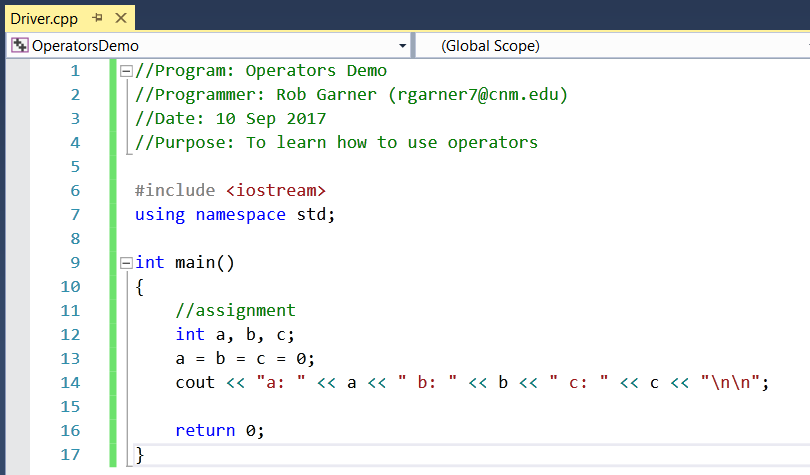 Driver.cpp
OperatorsDemo (Global Scope)
1 //Program: Operators Demo
2 //Programmer: Rob Garner (rgarner7@cnm.edu)
3 //Date: 10 Sep 2017
4 //Purpose: To learn how to use operators
5
6 #include <iostream>
7 using namespace std;
8
9 int main()
10 {
11 //assignment
12 int a, b, c;
13 a = b = c = 0;
14 cout << "a: " << a << " b: " << b << " c: " << c << "\n\n";
15
16 return 0;
17 }